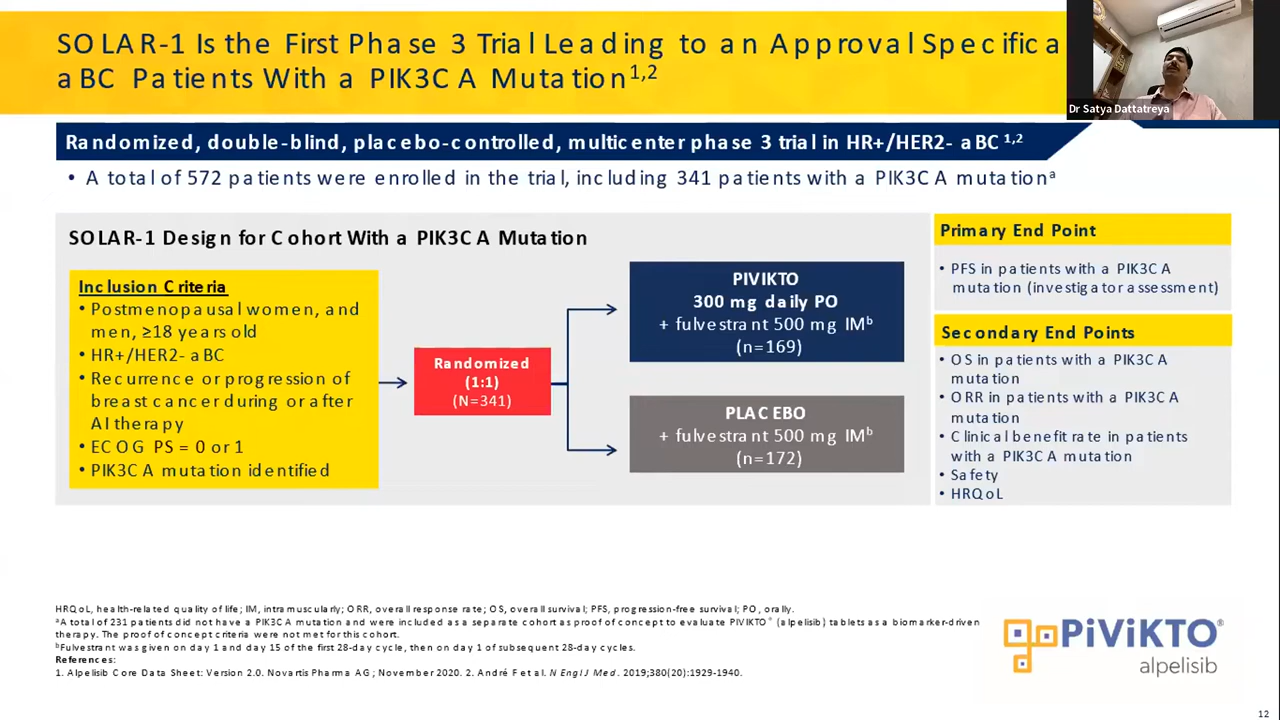 SOLAR-1 Is the First Phase 3 Trial Leading to an Approval Specific a
aBC Patients With a PIK3CA Mutation1,2
Dr Satya Dattatreya
Randomized, double-blind, placebo-controlled, multicenter phase 3 trial in HR+/HER2- aBC 1,2
• A total of 572 patients were enrolled in the trial, including 341 patients with a PIK3CA mutationa
SOLAR-1 Design for Cohort With a PIK3CA Mutation
Inclusion Criteria
• Postmenopausal women, and
men, ≥18 years old
• HR+/HER2- aBC
• Recurrence or progression of
breast cancer during or after
AI therapy
• ECOG PS = 0 or 1
• PIK3CA mutation identified
Randomized
(1:1)
(N=341)
PIVIKTO
300 mg daily PO
+ fulvestrant 500 mg IMb
(n=169)
PLACEBO
+ fulvestrant 500 mg IMb
(n=172)
Primary End Point
• PFS in patients with a PIK3CA
mutation (investigator assessment)
Secondary End Points
• OS in patients with a PIK3CA
mutation
• ORR in patients with a PIK3CA
mutation
• Clinical benefit rate in patients
with a PIK3CA mutation
• Safety
• HRQoL
HRQoL, health-related quality of life; IM, intramuscularly; ORR, overall response rate; OS, overall survival; PFS, progression-free survival; PO, orally.
aA total of 231 patients did not have a PIK3CA mutation and were included as a separate cohort as proof of concept to evaluate PIVIKTO® (alpelisib) tablets as a biomarker-driven
therapy. The proof of concept criteria were not met for this cohort.
bFulvestrant was given on day 1 and day 15 of the first 28-day cycle, then on day 1 of subsequent 28-day cycles.
References:
1. Alpelisib Core Data Sheet: Version 2.0. Novartis Pharma AG; November 2020. 2. André F et al. N Engl J Med. 2019;380(20):1929-1940.
PiViKTO®
alpelisib
12